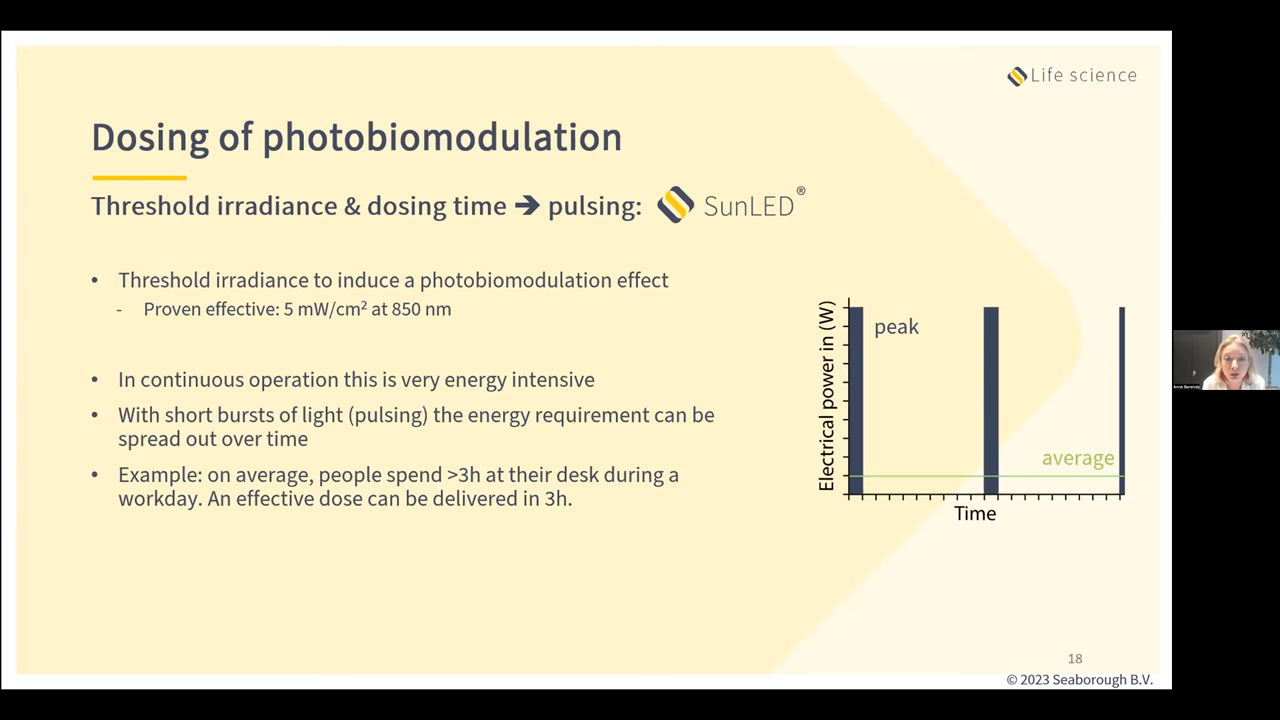 Life science
Dosing of photobiomodulation
Threshold irradiance & dosing time ➔ pulsing: SunLED®
• Threshold irradiance to induce a photobiomodulation effect
- Proven effective: 5 mW/cm² at 850 nm
• In continuous operation this is very energy intensive
• With short bursts of light (pulsing) the energy requirement can be
spread out over time
• Example: on average, people spend >3h at their desk during a
workday. An effective dose can be delivered in 3h.
Electrical power in (W)
peak
average
Time
18
© 2023 Seaborough B.V.
Anne Berends